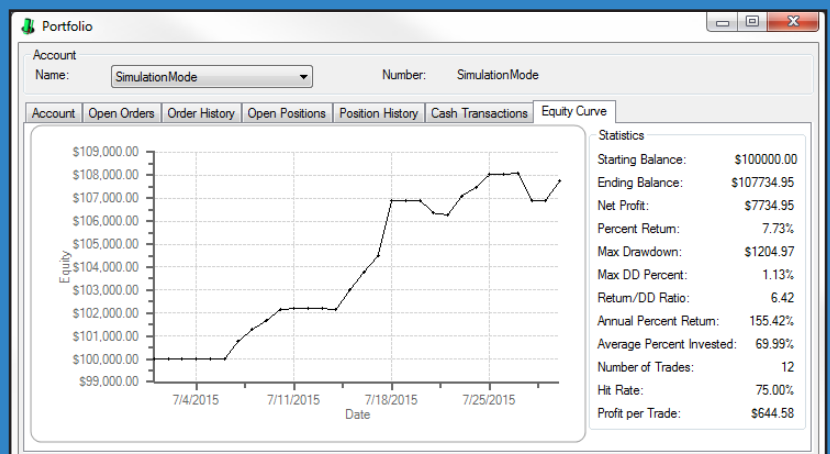 Portfolio
Account
Name: SimulationMode Number: SimulationMode
Account Open Orders Order History Open Positions Position History Cash Transactions Equity Curve
$109,000.00
$108,000.00
$107,000.00
$106,000.00
$105,000.00
$104,000.00
$103,000.00
$102,000.00
$101,000.00
$100,000.00
$99,000.00
Equity
7/4/2015 7/11/2015 7/18/2015 7/25/2015
Date
Statistics
Starting Balance: $100000.00
Ending Balance: $107734.95
Net Profit: $7734.95
Percent Return: 7.73%
Max Drawdown: $1204.97
Max DD Percent: 1.13%
Return/DD Ratio: 6.42
Annual Percent Return: 155.42%
Average Percent Invested: 69.99%
Number of Trades: 12
Hit Rate: 75.00%
Profit per Trade: $644.58